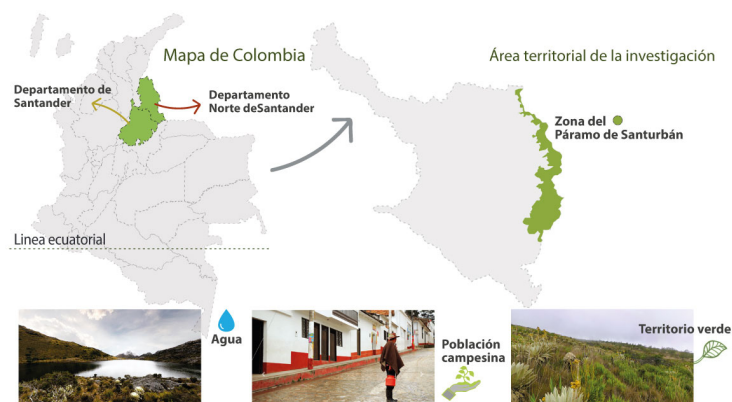 Mapa de Colombia
Área territorial de la investigación
Departamento de
Santander
Departamento
Norte deSantander
Zona del
Páramo de Santurbán
Linea ecuatorial
Agua
Población
campesina
Territorio verde